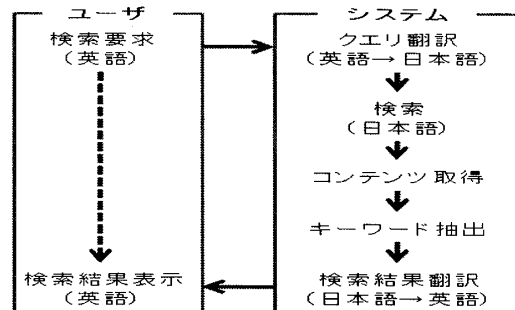 ユーザ
検索要求
(英語)
検索結果表示
(英語)
システム
クエリ翻訳
(英語→日本語)
検索
(日本語)
コンテンツ取得
キーワード抽出
検索結果翻訳
(日本語→英語)